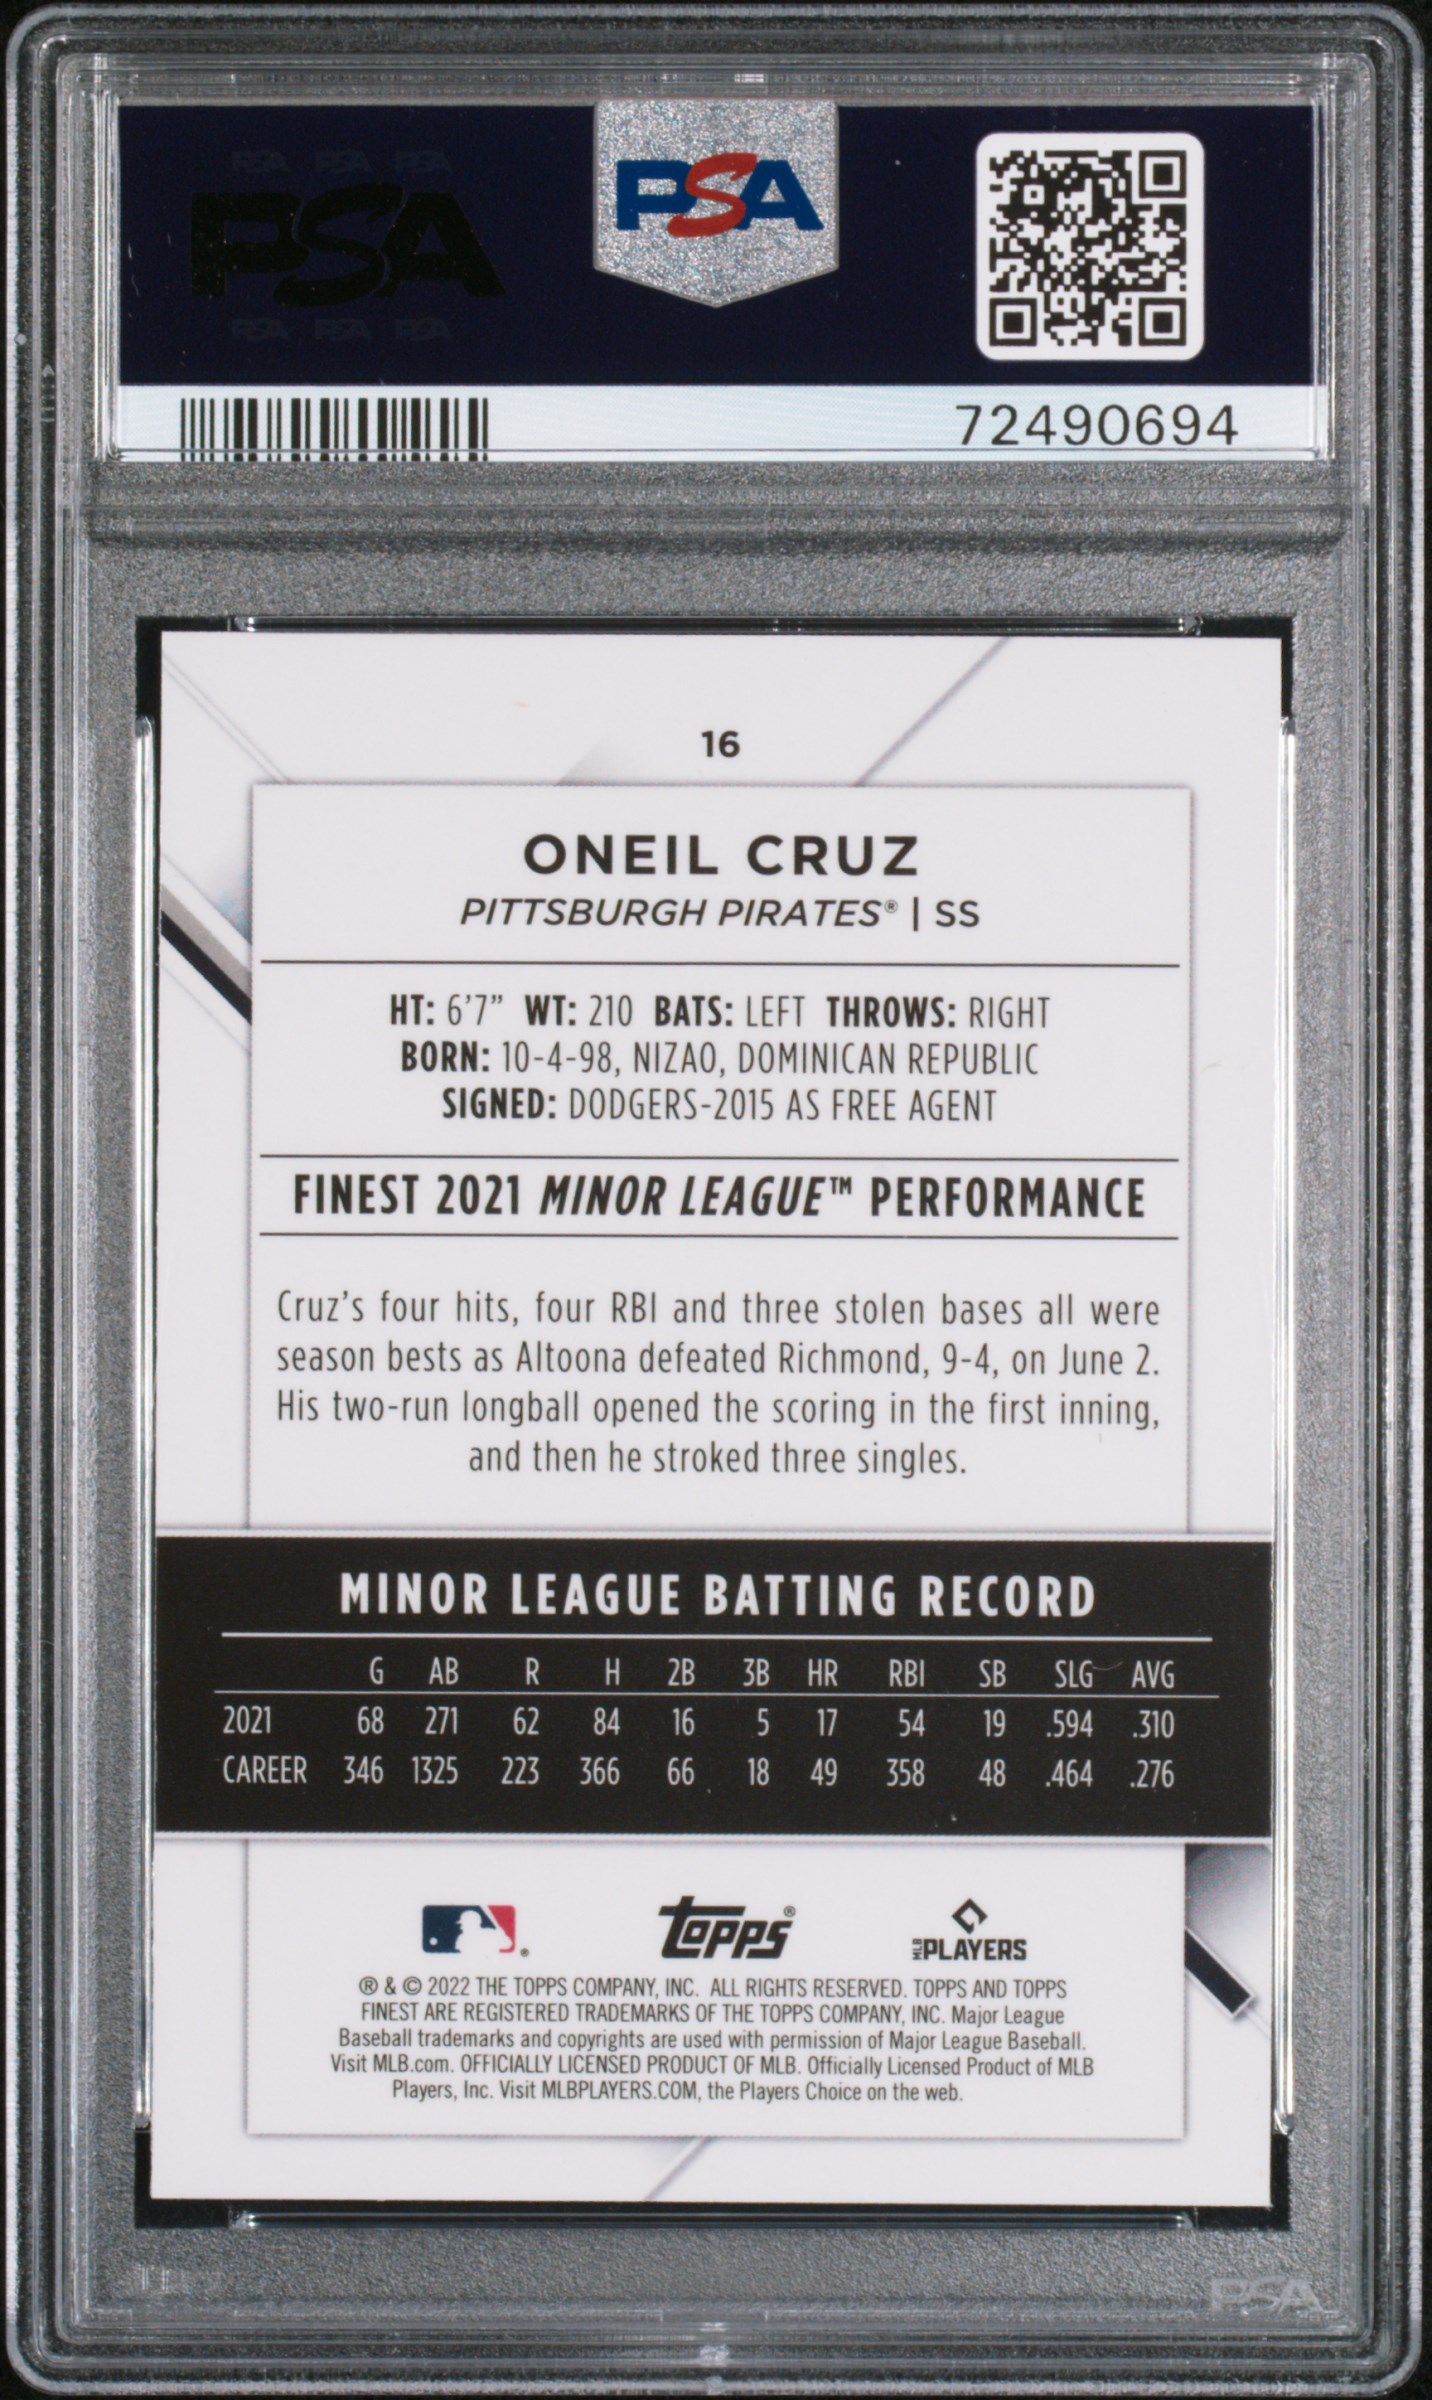 PSA PSA PSA
PSA
PSA PSA PSA
PSA
72490694
16
ONEIL CRUZ
PITTSBURGH PIRATES® | SS
HT: 6'7" WT: 210 BATS: LEFT THROWS: RIGHT
BORN: 10-4-98, NIZAO, DOMINICAN REPUBLIC
SIGNED: DODGERS-2015 AS FREE AGENT
FINEST 2021 MINOR LEAGUE™ PERFORMANCE
Cruz's four hits, four RBI and three stolen bases all were
season bests as Altoona defeated Richmond, 9-4, on June 2.
His two-run longball opened the scoring in the first inning,
and then he stroked three singles.
MINOR LEAGUE BATTING RECORD
G AB R H 2B 3B HR RBI SB SLG AVG
2021 68 271 62 84 16 5 17 54 19 .594 .310
CAREER 346 1325 223 366 66 18 49 358 48 .464 .276
topps® MLB PLAYERS
® & © 2022 THE TOPPS COMPANY, INC. ALL RIGHTS RESERVED. TOPPS AND TOPPS
FINEST ARE REGISTERED TRADEMARKS OF THE TOPPS COMPANY, INC. Major League
Baseball trademarks and copyrights are used with permission of Major League Baseball.
Visit MLB.com. OFFICIALLY LICENSED PRODUCT OF MLB. Officially Licensed Product of MLB
Players, Inc. Visit MLBPLAYERS.COM, the Players Choice on the web.
PSA